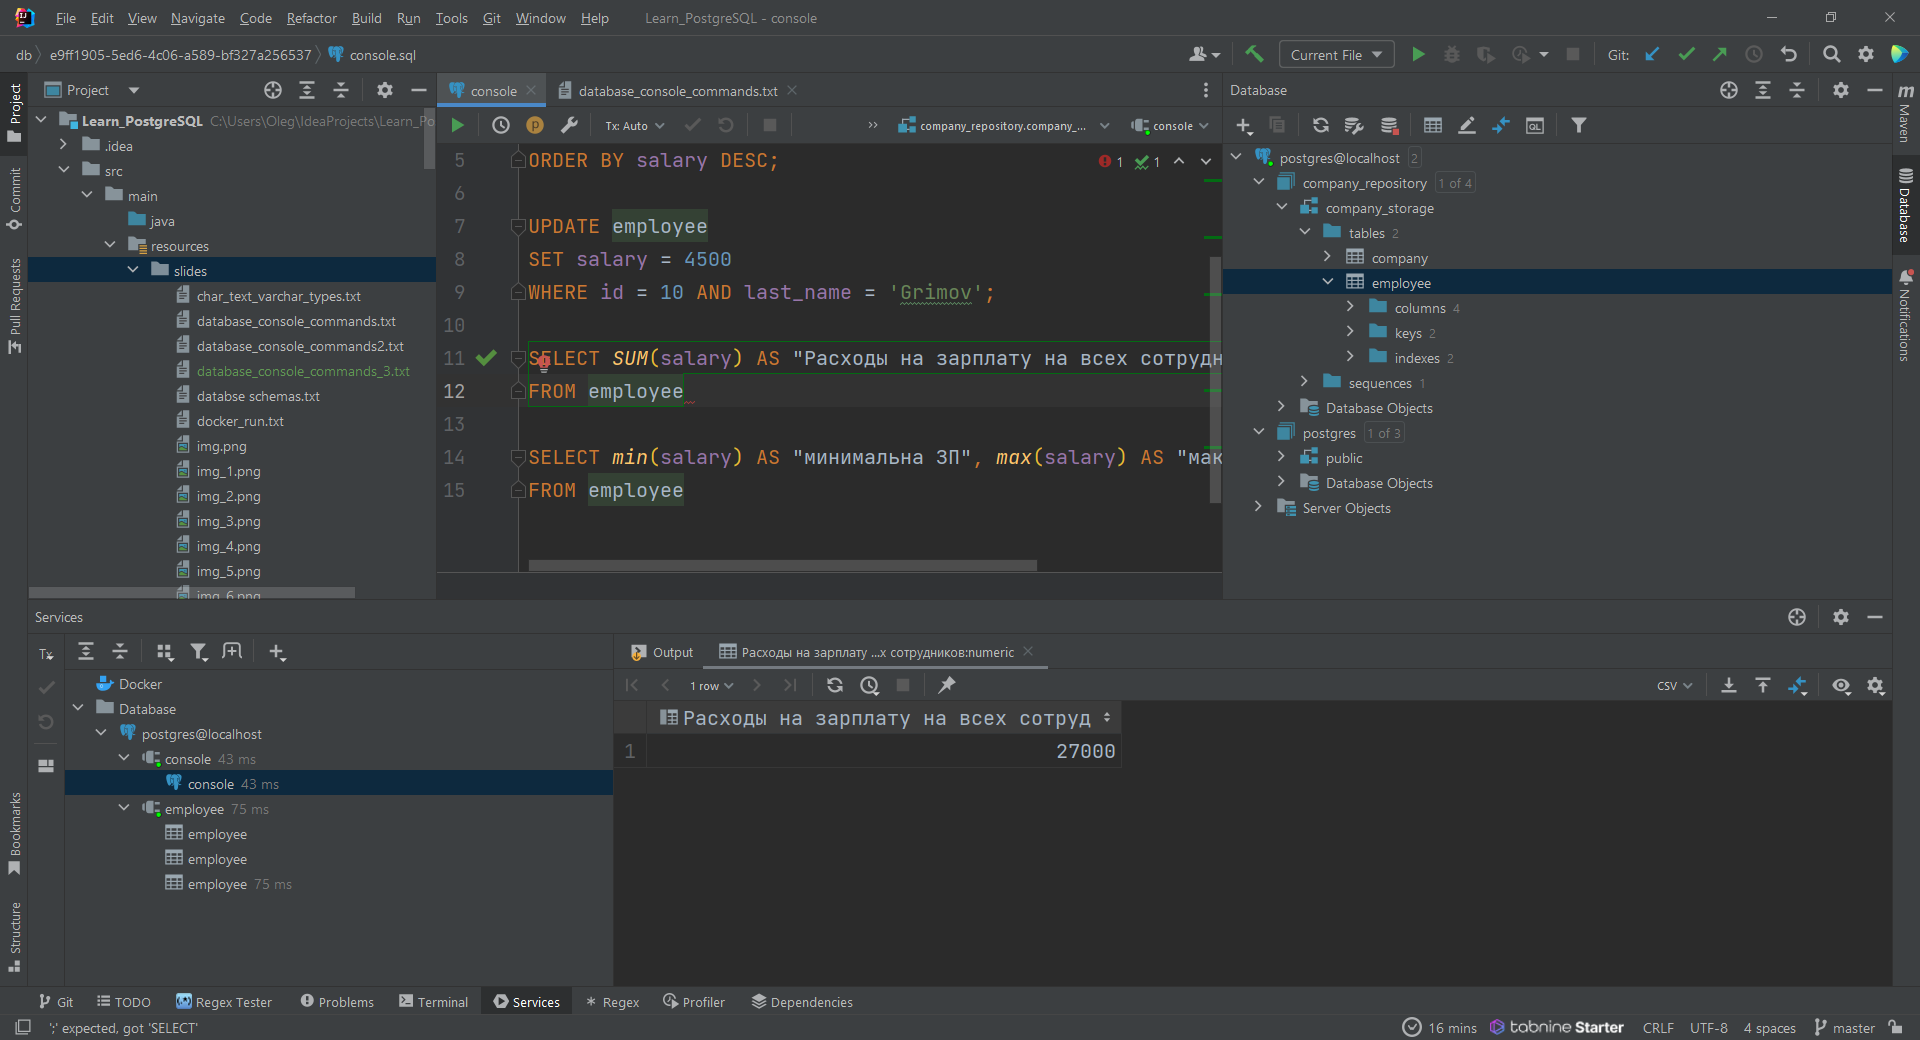 File Edit View Navigate Code Refactor Build Run Tools Git Window Help Learn_PostgreSQL - console
db e9ff1905-5ed6-4c06-a589-bf327a256537 console.sql Current File Git:
Project
Learn_PostgreSQL C:\Users\Oleg\IdeaProjects\Learn_Po
.idea
src
main
java
resources
slides
char_text_varchar_types.txt
database_console_commands.txt
database_console_commands2.txt
database_console_commands_3.txt
databse schemas.txt
docker_run.txt
img.png
img_1.png
img_2.png
img_3.png
img_4.png
img_5.png
img_6.png
Project
Commit
Pull Requests
Bookmarks
Structure
console database_console_commands.txt
Tx: Auto company_repository.company_... console
1 1
5 ORDER BY salary DESC;
6
7 UPDATE employee
8 SET salary = 4500
9 WHERE id = 10 AND last_name = 'Grimov';
10
11 SELECT SUM(salary) AS "Расходы на зарплату на всех сотрудн
12 FROM employee
13
14 SELECT min(salary) AS "минимальна ЗП", max(salary) AS "мак
15 FROM employee
Database
postgres@localhost 2
company_repository 1 of 4
company_storage
tables 2
company
employee
columns 4
keys 2
indexes 2
sequences 1
Database Objects
postgres 1 of 3
public
Database Objects
Server Objects
Maven
Database
Notifications
Services
Tx
Docker
Database
postgres@localhost
console 43 ms
console 43 ms
employee 75 ms
employee
employee
employee 75 ms
Output Расходы на зарплату ...х сотрудников:numeric
1 row CSV
Расходы на зарплату на всех сотруд
1 27000
Git TODO Regex Tester Problems Terminal Services Regex Profiler Dependencies
';' expected, got 'SELECT' 16 mins tabnine Starter CRLF UTF-8 4 spaces master